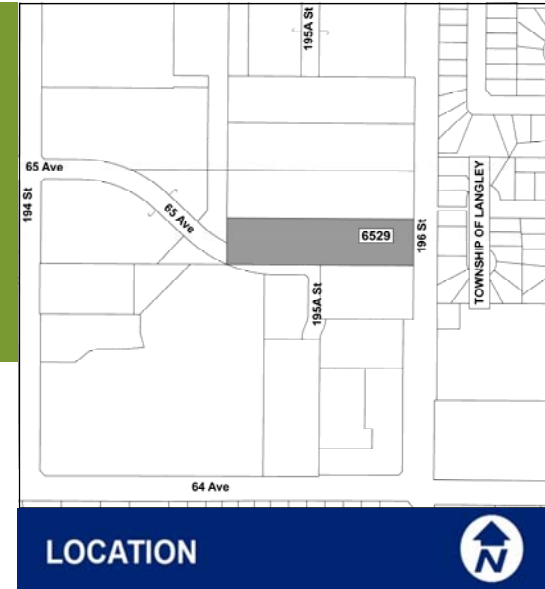 195A St
65 Ave
194 St
65 Ave
6529
196 St
TOWNSHIP OF LANGLEY
195A St
64 Ave
LOCATION
N